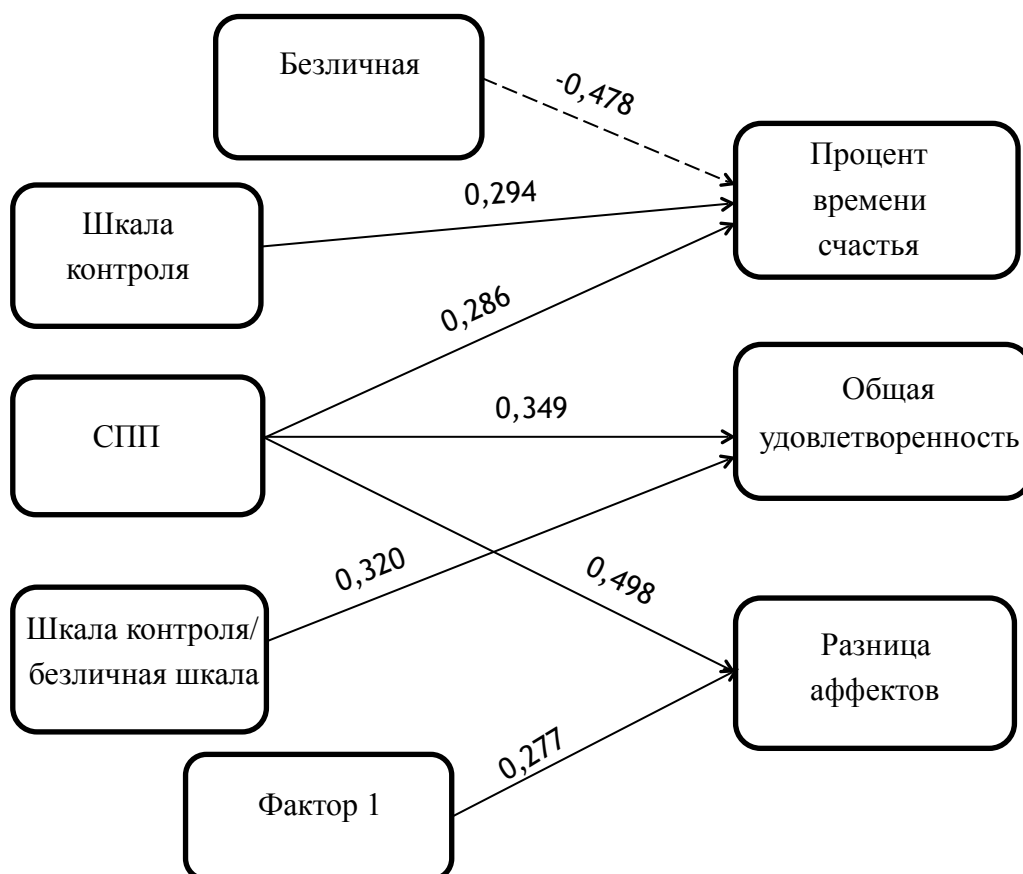 Безличная
-0,478
Процент
времени
счастья
0,294
Шкала
контроля
0,286
СПП
0,349
Общая
удовлетворенность
0,320
0,498
Шкала контроля/
безличная шкала
Разница
аффектов
0,277
Фактор 1